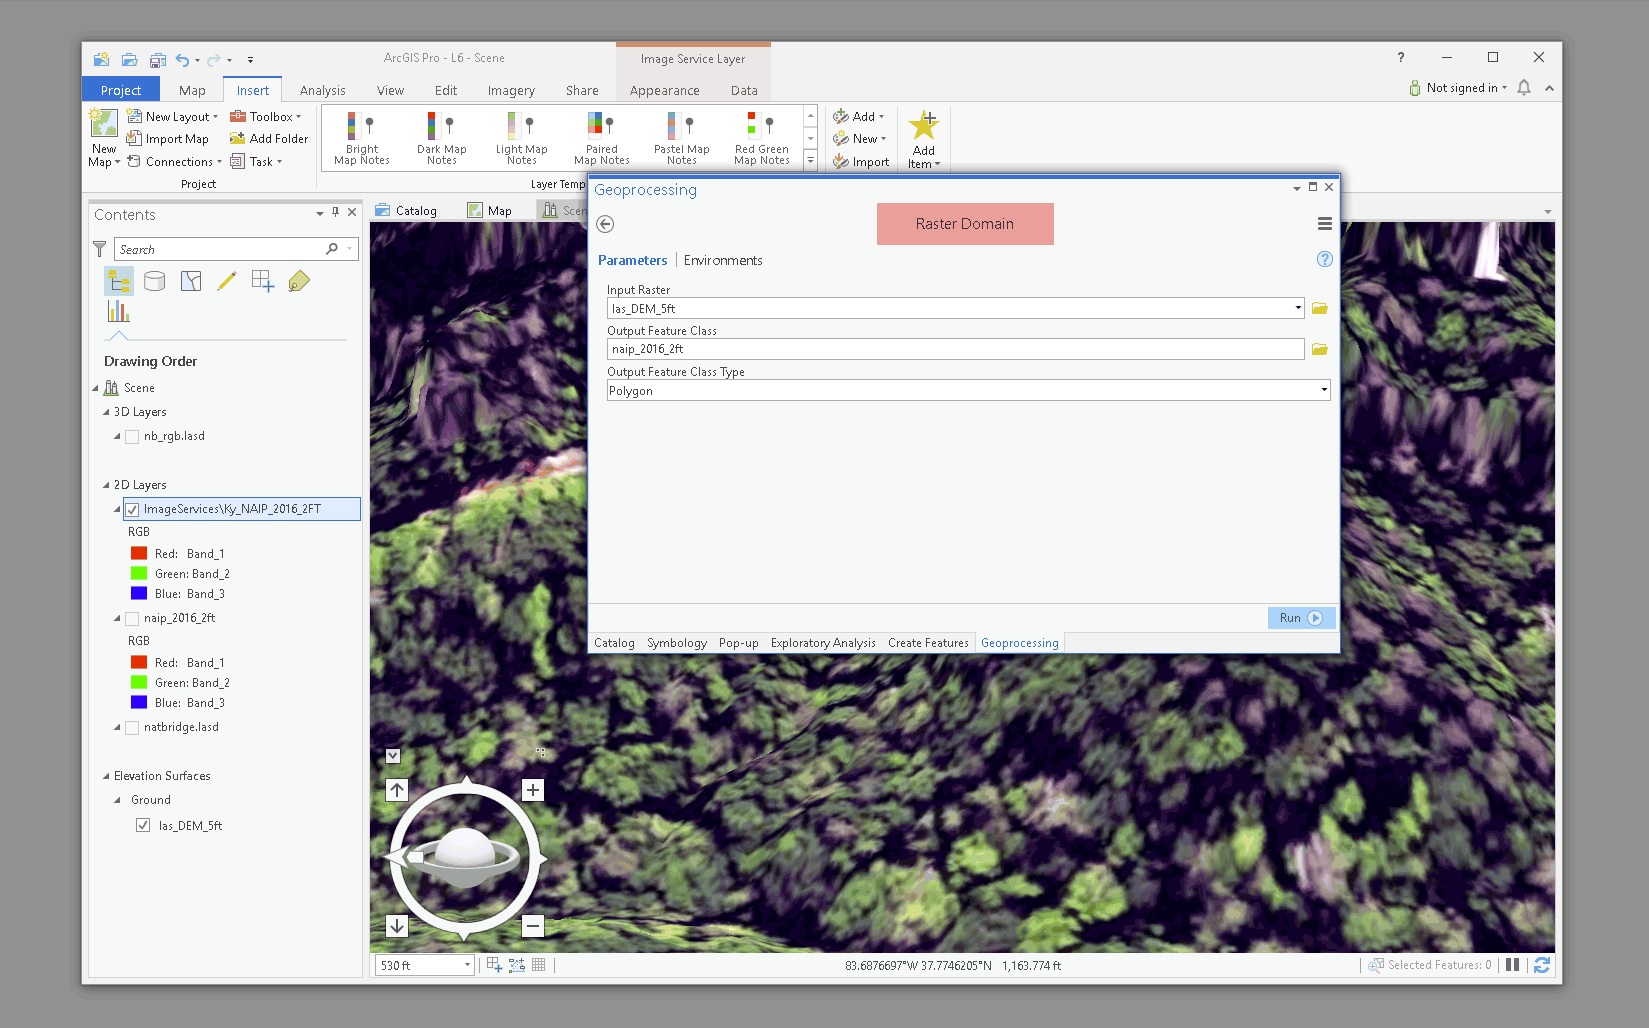 ArcGIS Pro - L6 - Scene
Image Service Layer
?
Project
Map
Insert
Analysis
View
Edit
Imagery
Share
Appearance
Data
Not signed in
New Map
New Layout
Import Map
Connections
Toolbox
Add Folder
Task
Project
Bright Map Notes
Dark Map Notes
Light Map Notes
Paired Map Notes
Pastel Map Notes
Red Green Map Notes
Layer Temp
Add
New
Import
Add Item
Contents
Search
Drawing Order
Scene
3D Layers
nb_rgb.lasd
2D Layers
ImageServices\Ky_NAIP_2016_2FT
RGB
Red: Band_1
Green: Band_2
Blue: Band_3
naip_2016_2ft
RGB
Red: Band_1
Green: Band_2
Blue: Band_3
natbridge.lasd
Elevation Surfaces
Ground
las_DEM_5ft
Catalog
Map
Scen
Geoprocessing
Raster Domain
Parameters
Environments
?
Input Raster
las_DEM_5ft
Output Feature Class
naip_2016_2ft
Output Feature Class Type
Polygon
Run
Catalog
Symbology
Pop-up
Exploratory Analysis
Create Features
Geoprocessing
530 ft
83.6876697°W 37.7746205°N 1,163.774 ft
Selected Features: 0